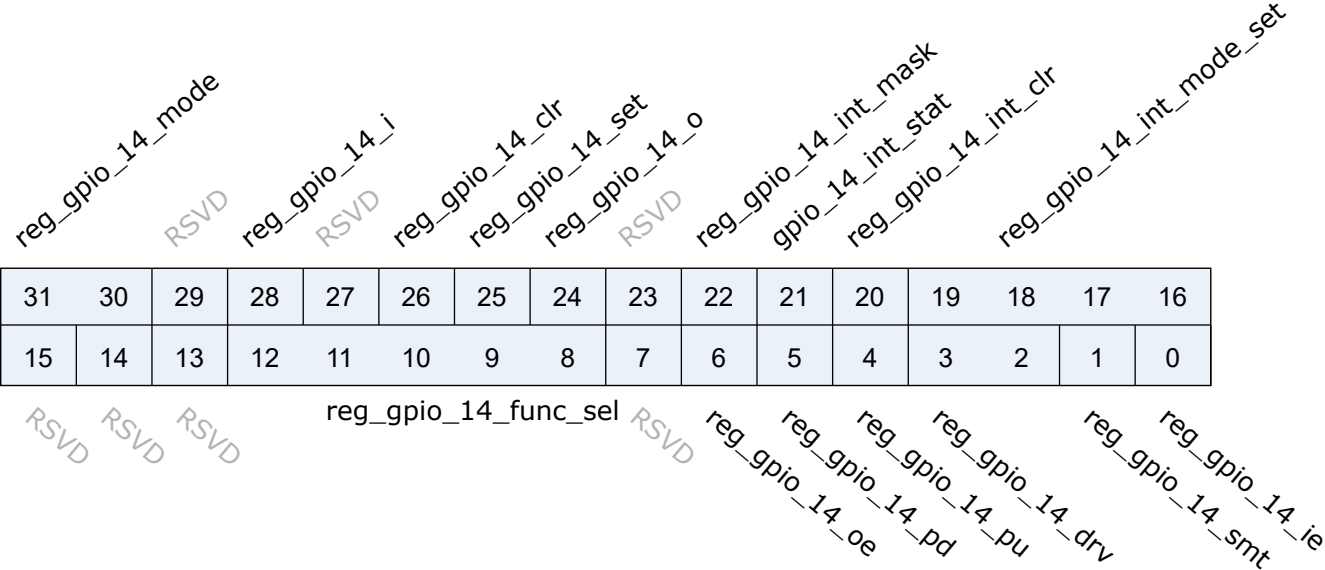 reg_gpio_14_mode
RSVD
reg_gpio_14_i
RSVD
reg_gpio_14_clr
reg_gpio_14_set
reg_gpio_14_o
RSVD
reg_gpio_14_int_mask
gpio_14_int_stat
reg_gpio_14_int_clr
reg_gpio_14_int_mode_set
31 30 29 28 27 26 25 24 23 22 21 20 19 18 17 16
15 14 13 12 11 10 9 8 7 6 5 4 3 2 1 0
RSVD
RSVD
RSVD
reg_gpio_14_func_sel
RSVD
reg_gpio_14_oe
reg_gpio_14_pd
reg_gpio_14_pu
reg_gpio_14_drv
reg_gpio_14_smt
reg_gpio_14_ie